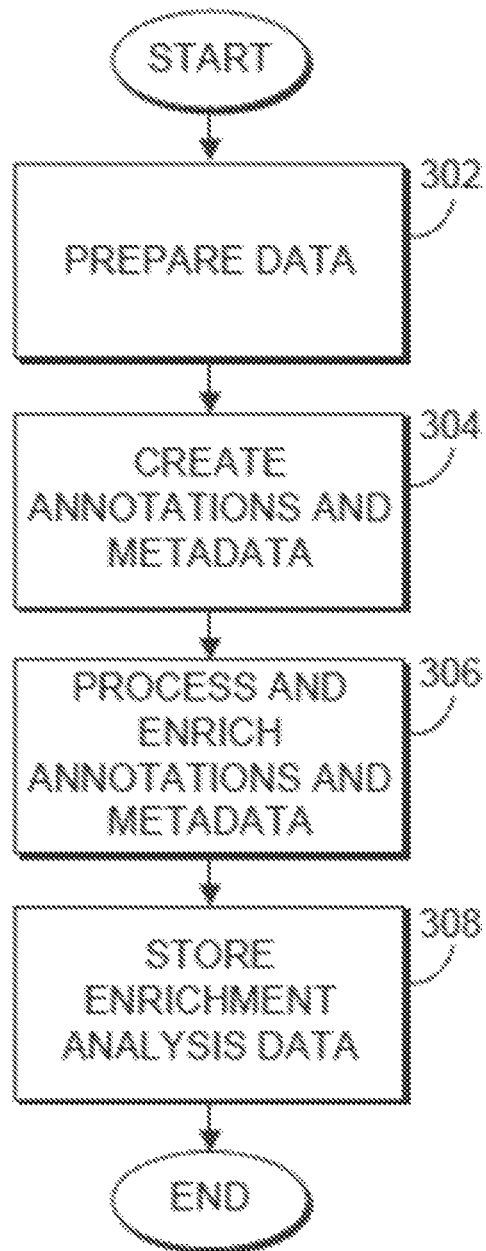 START
302
PREPARE DATA
304
CREATE
ANNOTATIONS AND
METADATA
306
PROCESS AND
ENRICH
ANNOTATIONS AND
METADATA
308
STORE
ENRICHMENT
ANALYSIS DATA
END